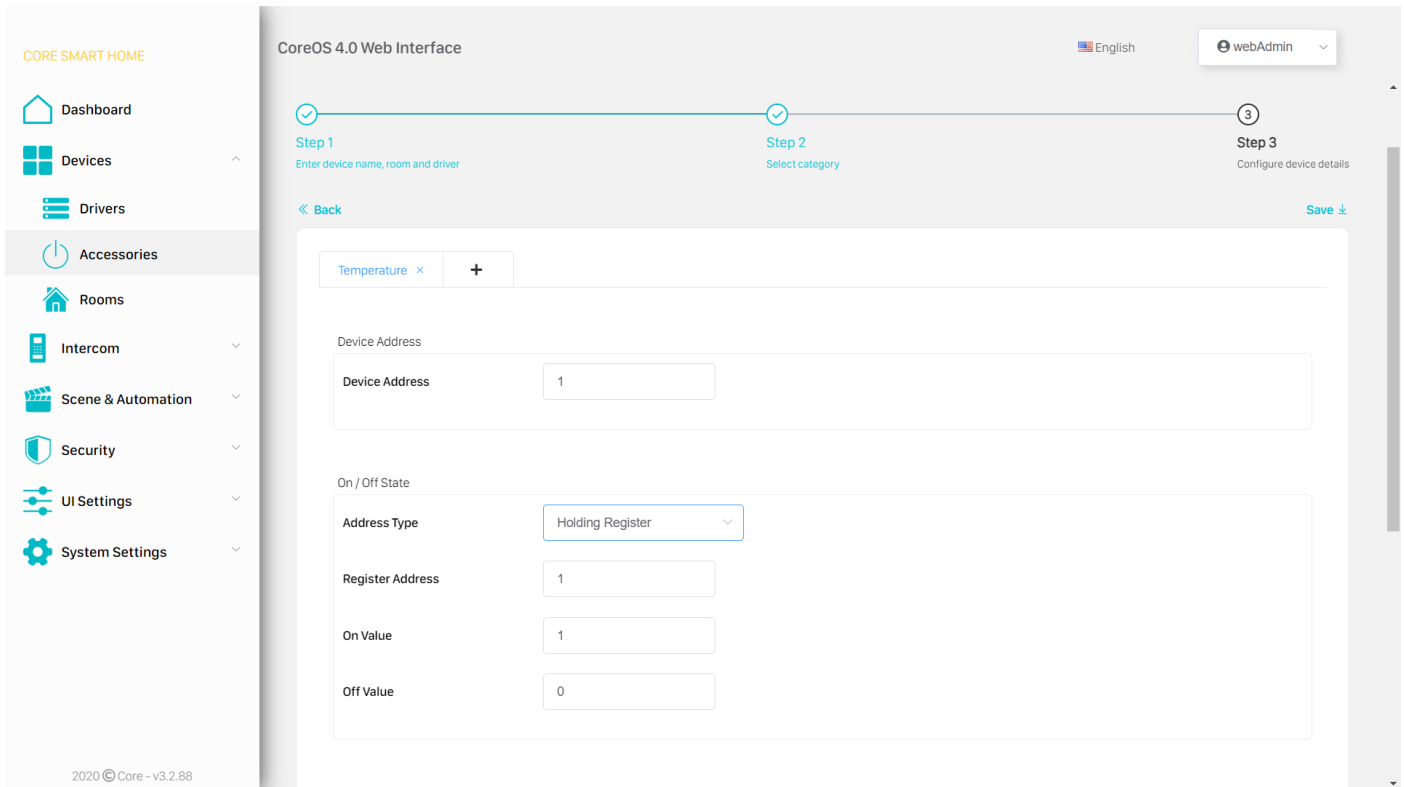 CORE SMART HOME
Dashboard
Devices
Drivers
Accessories
Rooms
Intercom
Scene & Automation
Security
UI Settings
System Settings
2020 © Core - v3.2.88
CoreOS 4.0 Web Interface
English
webAdmin
3
Step 1
Step 2
Step 3
Enter device name, room and driver
Select category
Configure device details
« Back
Save
Temperature ×
+
Device Address
Device Address 1
On / Off State
Address Type Holding Register
Register Address 1
On Value 1
Off Value 0